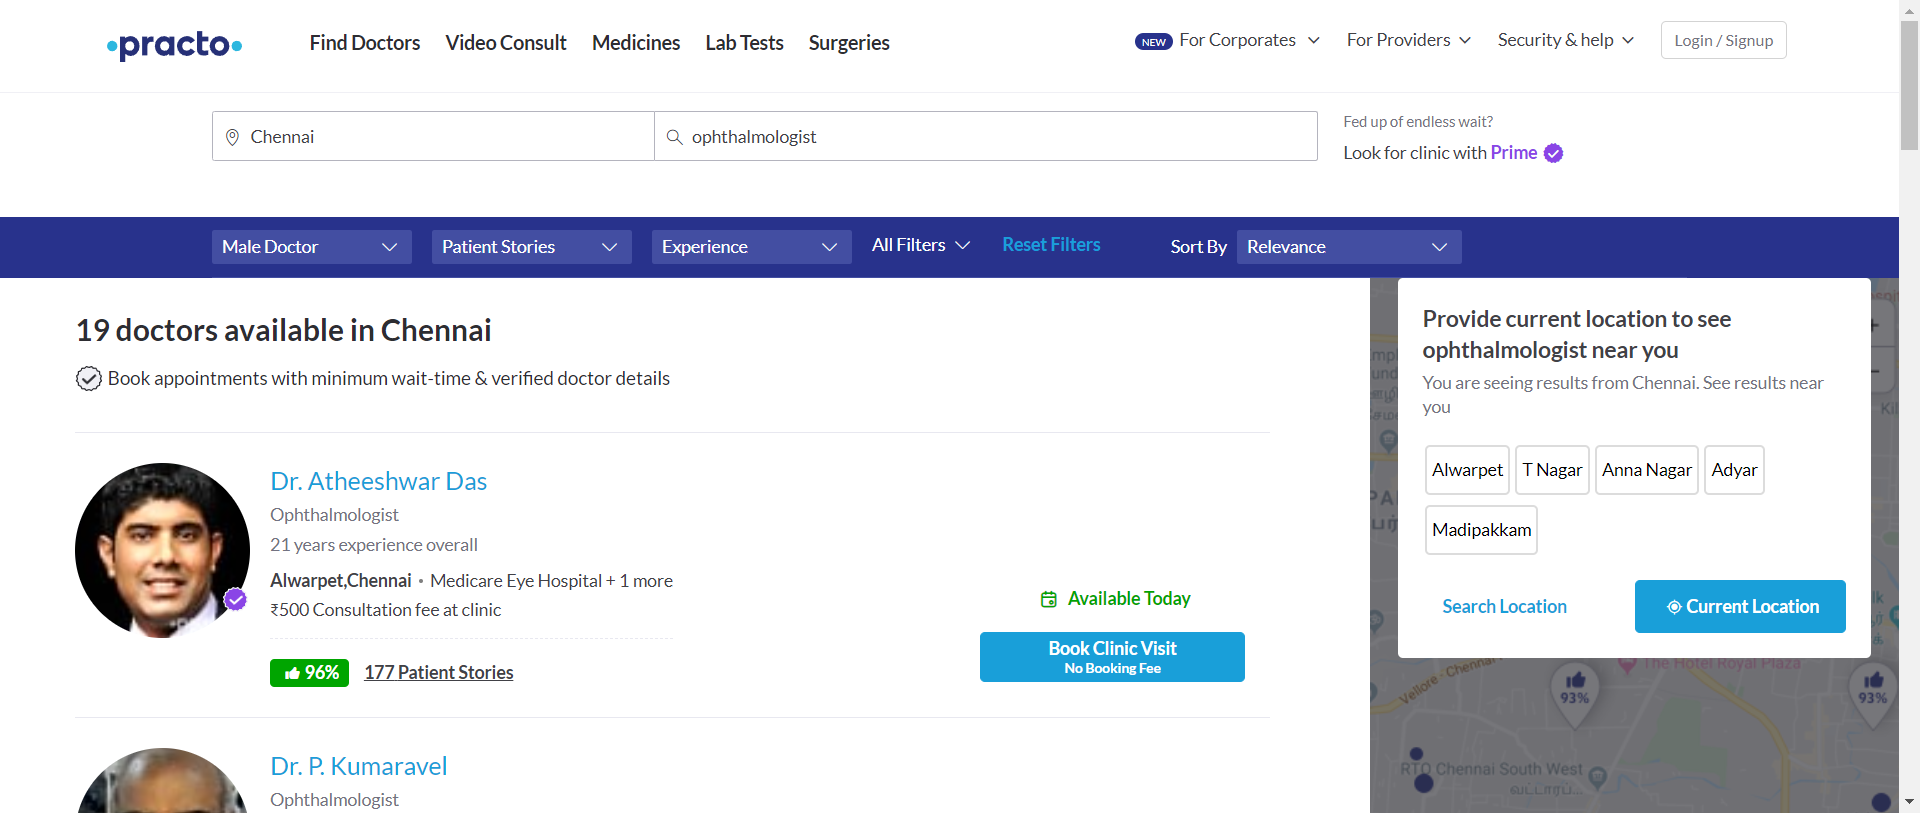 practo
Find Doctors
Video Consult
Medicines
Lab Tests
Surgeries
NEW For Corporates
For Providers
Security & help
Login / Signup
Chennai
ophthalmologist
Fed up of endless wait?
Look for clinic with Prime
Male Doctor
Patient Stories
Experience
All Filters
Reset Filters
Sort By
Relevance
19 doctors available in Chennai
Book appointments with minimum wait-time & verified doctor details
Dr. Atheeshwar Das
Ophthalmologist
21 years experience overall
Alwarpet,Chennai • Medicare Eye Hospital + 1 more
₹500 Consultation fee at clinic
96%
177 Patient Stories
Available Today
Book Clinic Visit
No Booking Fee
Dr. P. Kumaravel
Ophthalmologist
Provide current location to see
ophthalmologist near you
You are seeing results from Chennai. See results near
you
Alwarpet
T Nagar
Anna Nagar
Adyar
Madipakkam
Search Location
Current Location
The Hotel Royal Plaza
93%
93%
RTO Chennai South West